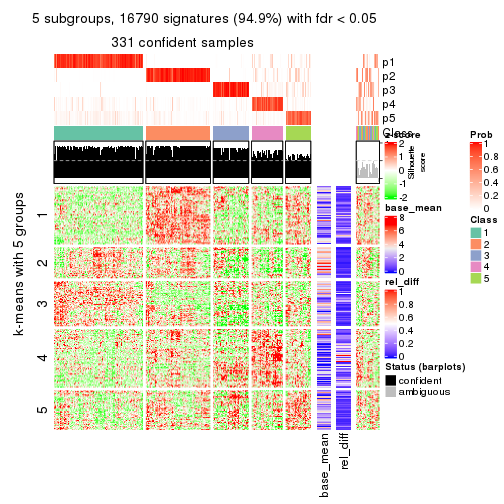 5 subgroups, 16790 signatures (94.9%) with fdr < 0.05
331 confident samples
p1
p2
p3
p4
p5
Class
z-score
2
1
0
-1
-2
Silhouette
score
Prob
1
0.8
0.6
0.4
0.2
0
base_mean
8
6
4
2
0
Class
1
2
3
4
5
rel_diff
1
0.8
0.6
0.4
0.2
0
Status (barplots)
confident
ambiguous
k-means with 5 groups
1
2
3
4
5
base_mean
rel_diff